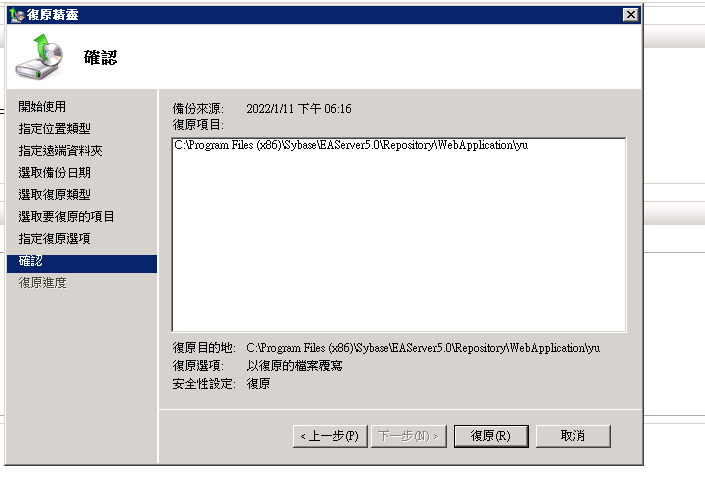 復原精靈
確認
開始使用
指定位置類型
指定遠端資料夾
選取備份日期
選取復原類型
選取要復原的項目
指定復原選項
確認
復原進度
備份來源: 2022/1/11 下午 06:16
復原項目:
C:\Program Files (x86)\Sybase\EAServer5.0\Repository\WebApplication\yu
復原目的地: C:\Program Files (x86)\Sybase\EAServer5.0\Repository\WebApplication\yu
復原選項: 以復原的檔案覆寫
安全性設定: 復原
< 上一步(P) 下一步(N) > 復原(R) 取消